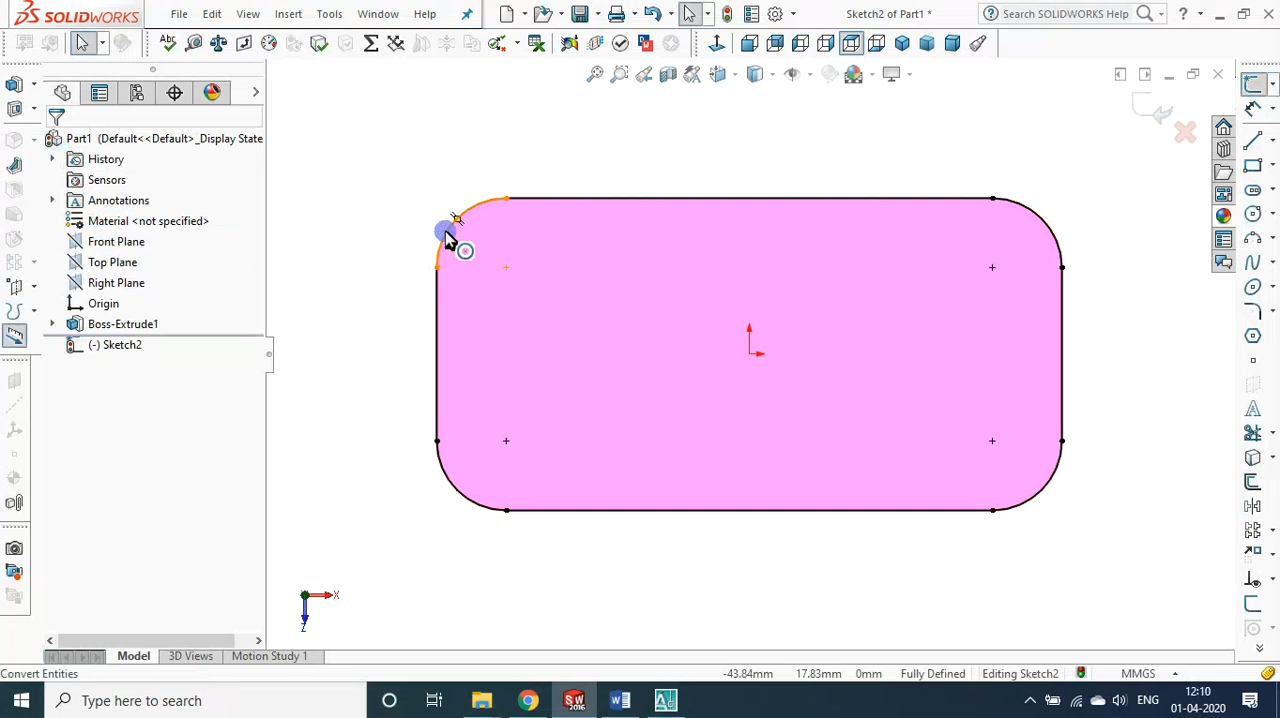 SOLIDWORKS File Edit View Insert Tools Window Help Sketch2 of Part1 * Search SOLIDWORKS Help ?
Abc
Part1 (Default<<Default>_Display State
History
Sensors
Annotations
Material <not specified>
Front Plane
Top Plane
Right Plane
Origin
Boss-Extrude1
(-) Sketch2
X
Z
Model 3D Views Motion Study 1
Convert Entities -43.84mm 17.83mm 0mm Fully Defined Editing Sketch2 MMGS
Type here to search SW 2016 ENG 12:10
01-04-2020